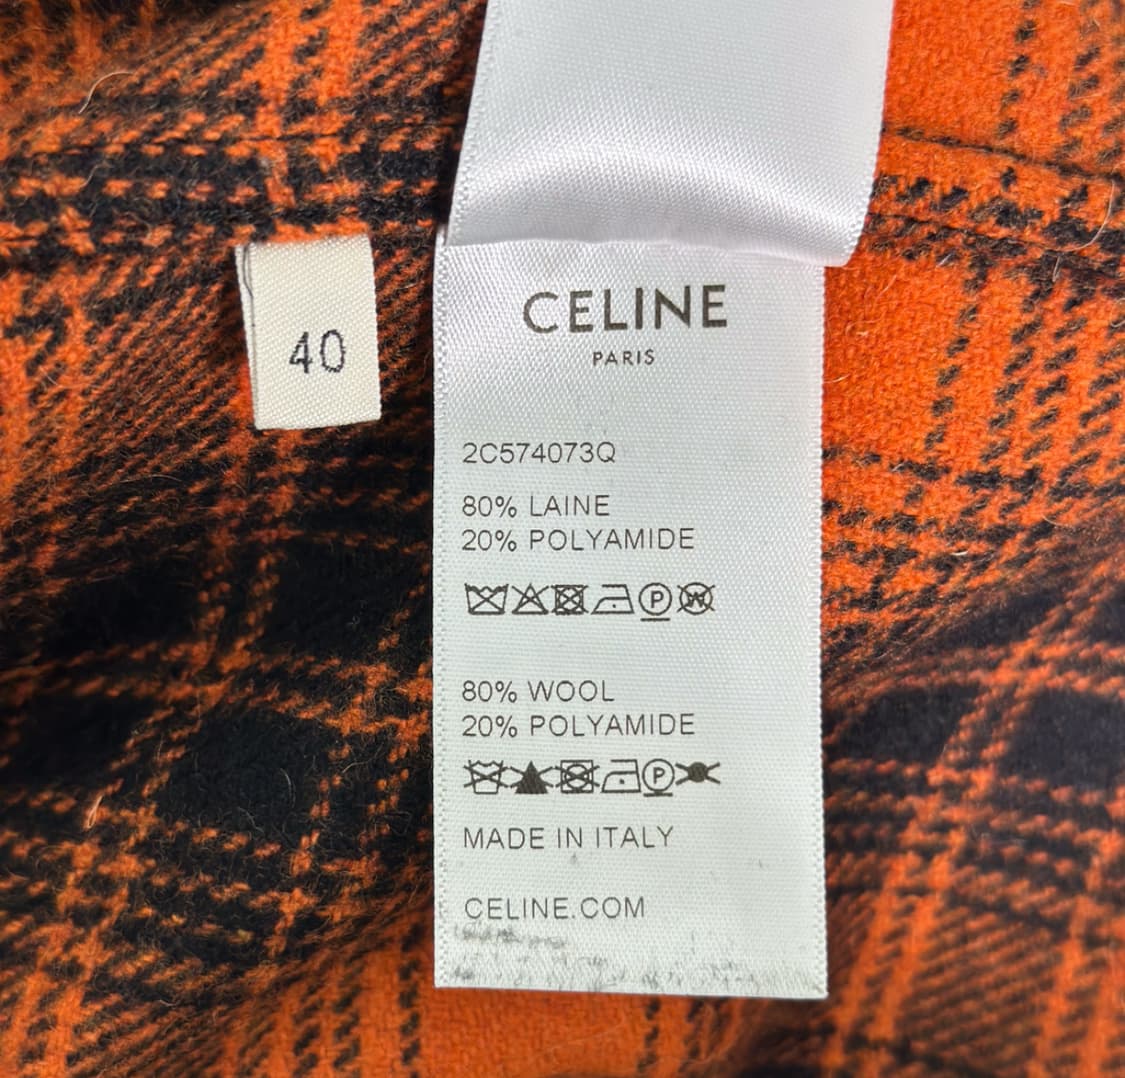 40
CELINE
PARIS
2C574073Q
80% LAINE
20% POLYAMIDE
P W
80% WOOL
20% POLYAMIDE
P
MADE IN ITALY
CELINE.COM